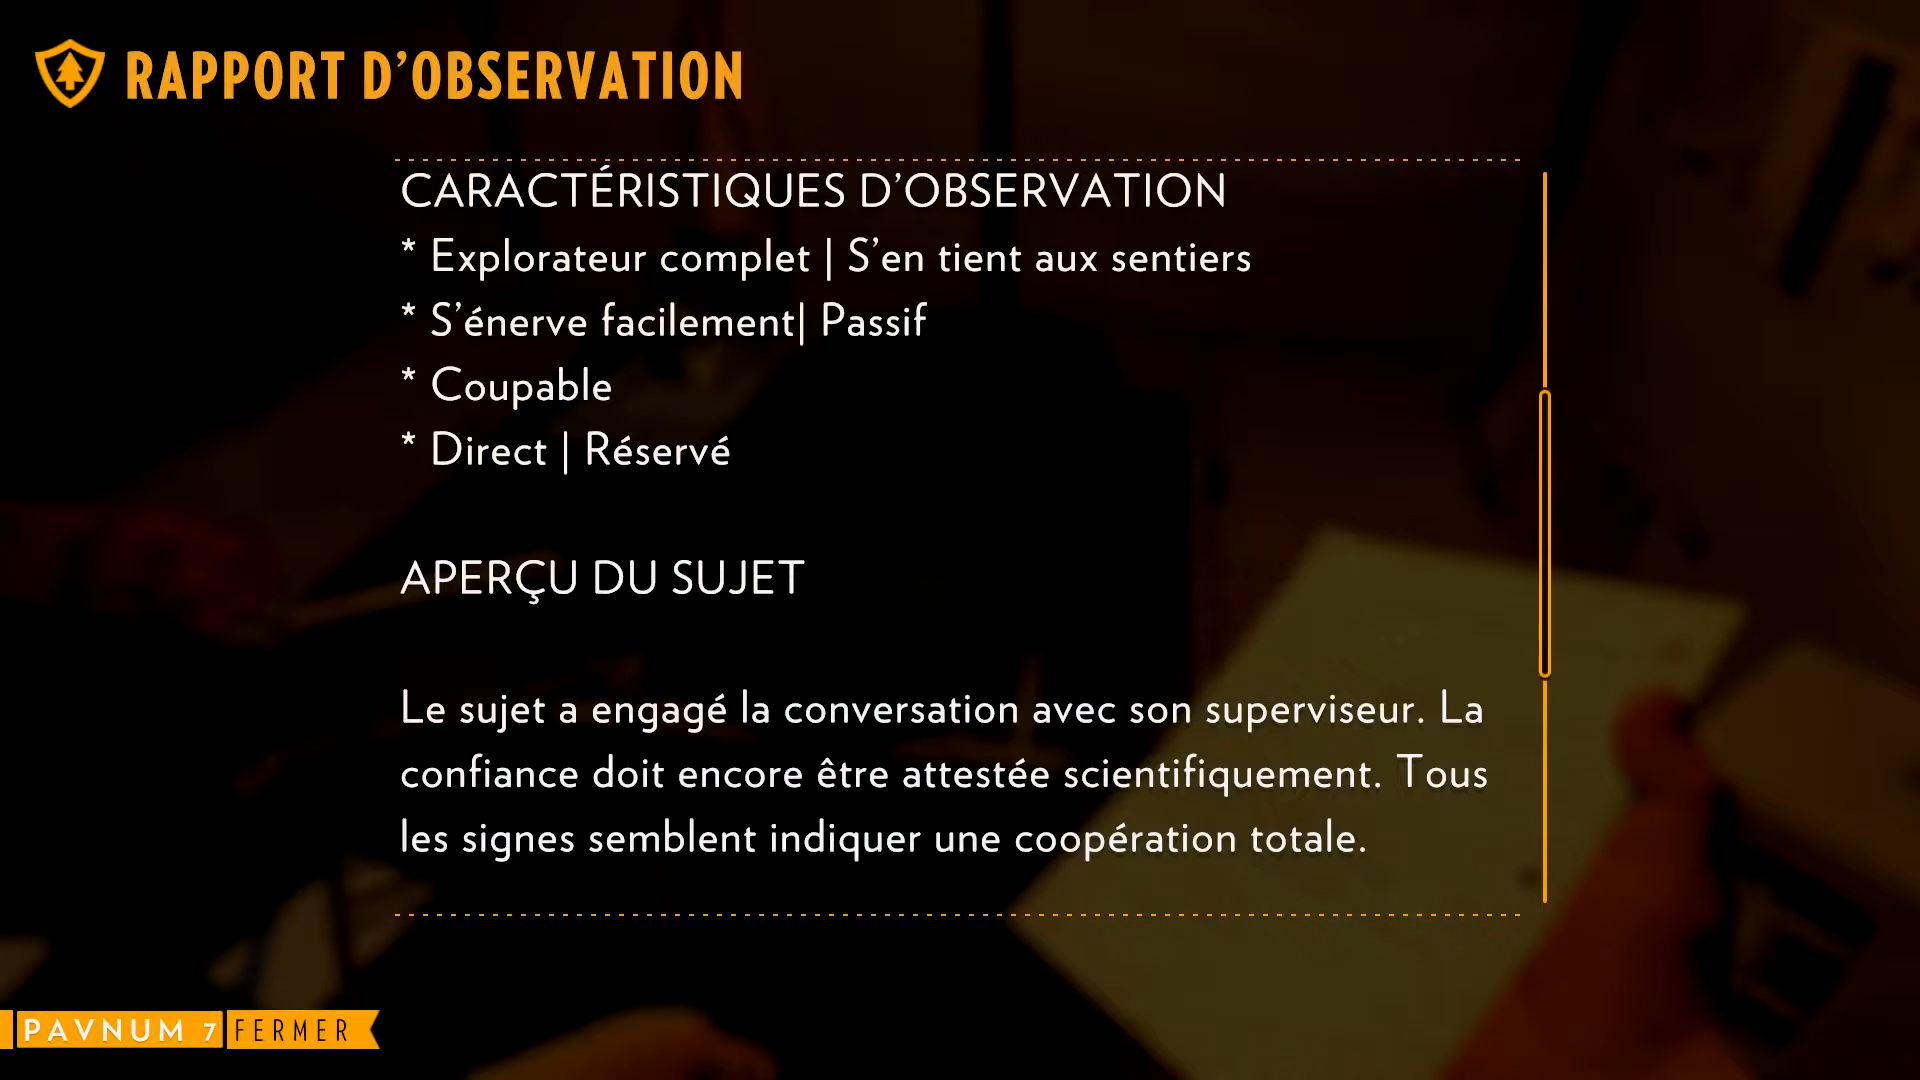 RAPPORT D’OBSERVATION
CARACTÉRISTIQUES D’OBSERVATION
* Explorateur complet | S’en tient aux sentiers
* S’énerve facilement| Passif
* Coupable
* Direct | Réservé
APERÇU DU SUJET
Le sujet a engagé la conversation avec son superviseur. La
confiance doit encore être attestée scientifiquement. Tous
les signes semblent indiquer une coopération totale.
PAVNUM 7 FERMER